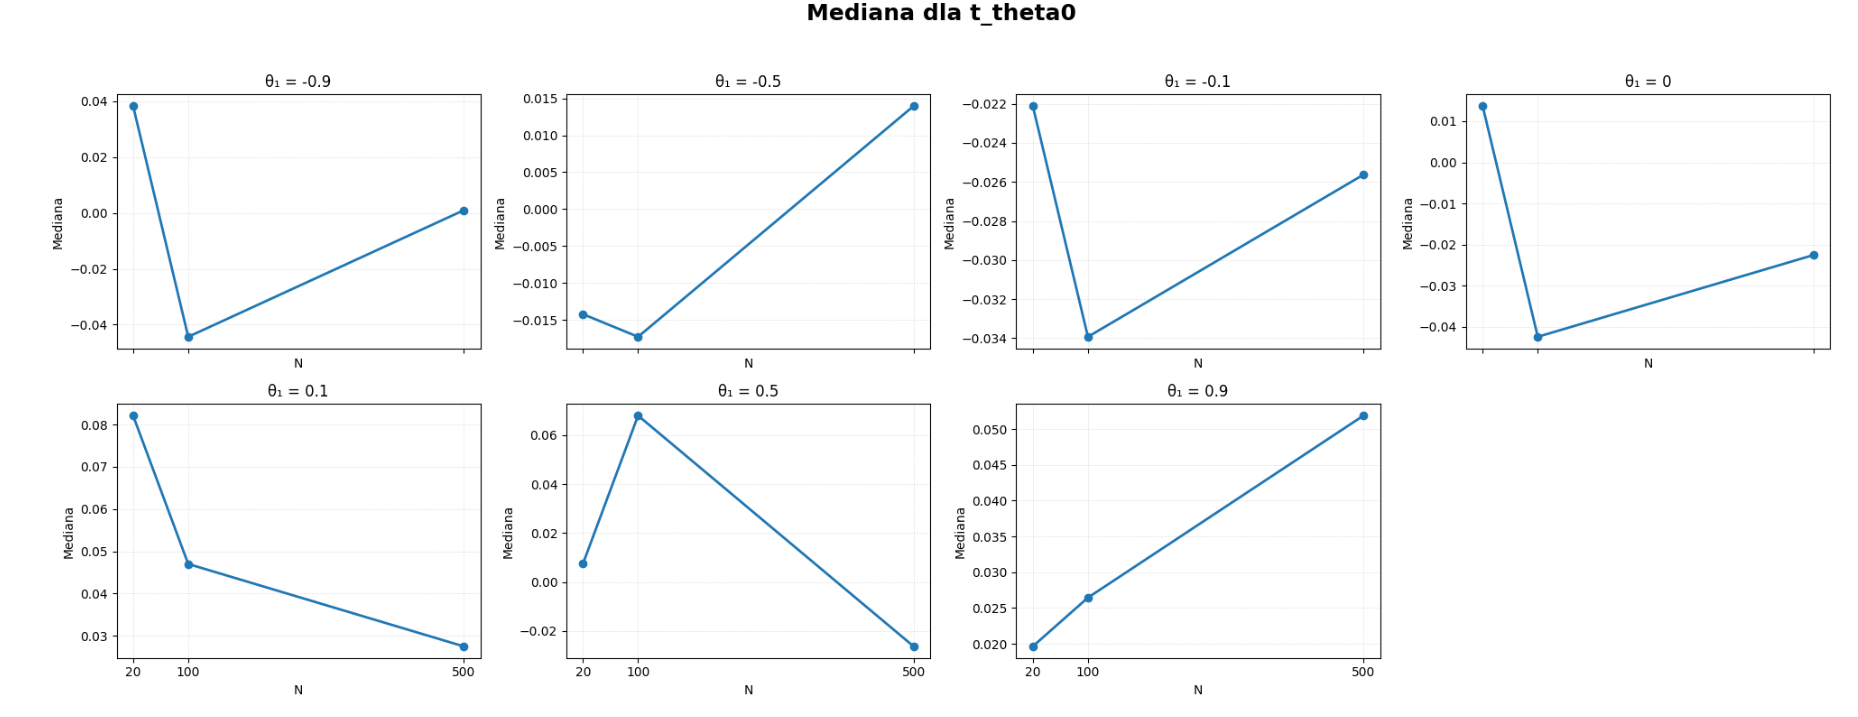 Mediana dla t_theta0
θ₁ = -0.9
0.04
0.02
0.00
−0.02
−0.04
Mediana
N
θ₁ = -0.5
0.015
0.010
0.005
0.000
−0.005
−0.010
−0.015
Mediana
N
θ₁ = -0.1
−0.022
−0.024
−0.026
−0.028
−0.030
−0.032
−0.034
Mediana
N
θ₁ = 0
0.01
0.00
−0.01
−0.02
−0.03
−0.04
Mediana
N
θ₁ = 0.1
0.08
0.07
0.06
0.05
0.04
0.03
Mediana
20 100 500
N
θ₁ = 0.5
0.06
0.04
0.02
0.00
−0.02
Mediana
20 100 500
N
θ₁ = 0.9
0.050
0.045
0.040
0.035
0.030
0.025
0.020
Mediana
20 100 500
N